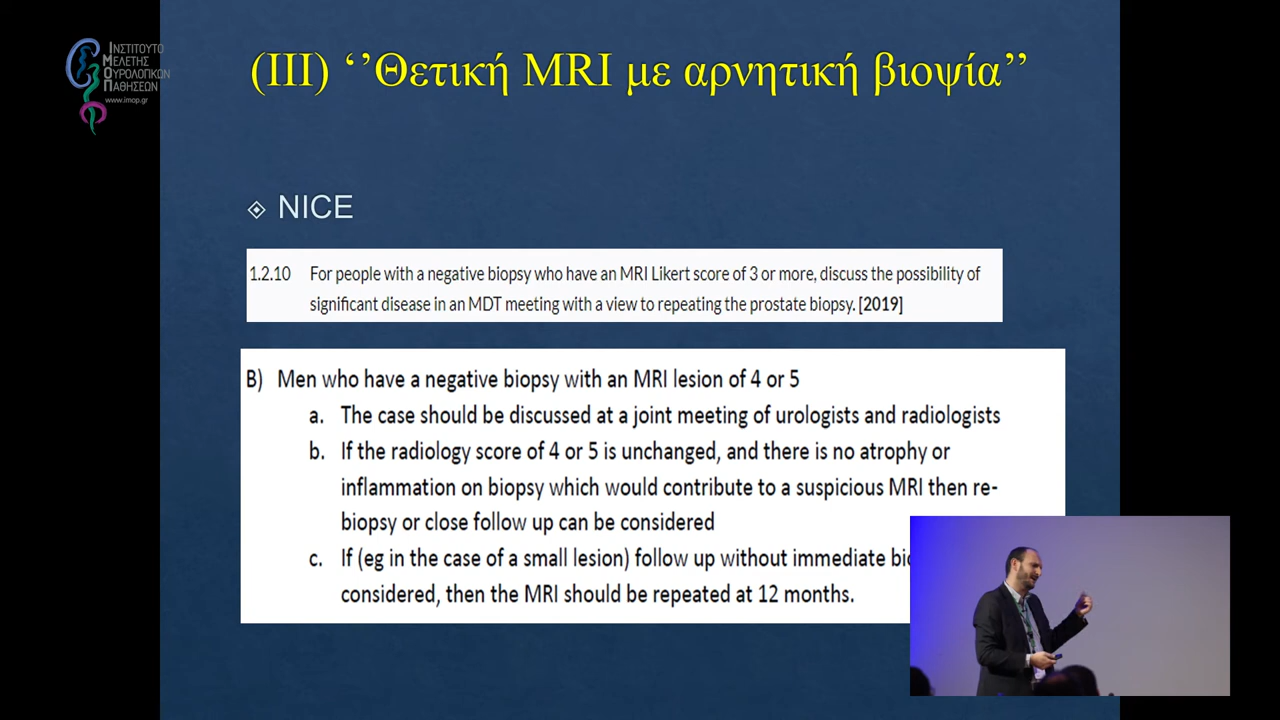 ΙΝΣΤΙΤΟΥΤΟ
ΜΕΛΕΤΗΣ
ΟΥΡΟΛΟΓΙΚΩΝ
ΠΑΘΗΣΕΩΝ
www.imop.gr
(III) ‘’Θετική MRI με αρνητική βιοψία’’
NICE
1.2.10 For people with a negative biopsy who have an MRI Likert score of 3 or more, discuss the possibility of
significant disease in an MDT meeting with a view to repeating the prostate biopsy. [2019]
B) Men who have a negative biopsy with an MRI lesion of 4 or 5
a. The case should be discussed at a joint meeting of urologists and radiologists
b. If the radiology score of 4 or 5 is unchanged, and there is no atrophy or
inflammation on biopsy which would contribute to a suspicious MRI then re-
biopsy or close follow up can be considered
c. If (eg in the case of a small lesion) follow up without immediate
considered, then the MRI should be repeated at 12 months.